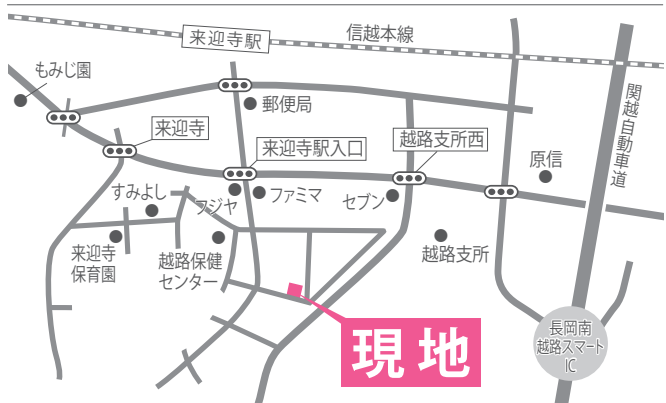 来迎寺駅
信越本線
もみじ園
郵便局
関越自動車道
来迎寺
来迎寺駅入口
越路支所西
原信
すみよし
フジヤ
ファミマ
セブン
来迎寺
保育園
越路保健
センター
越路支所
現地
長岡南
越路スマート
IC